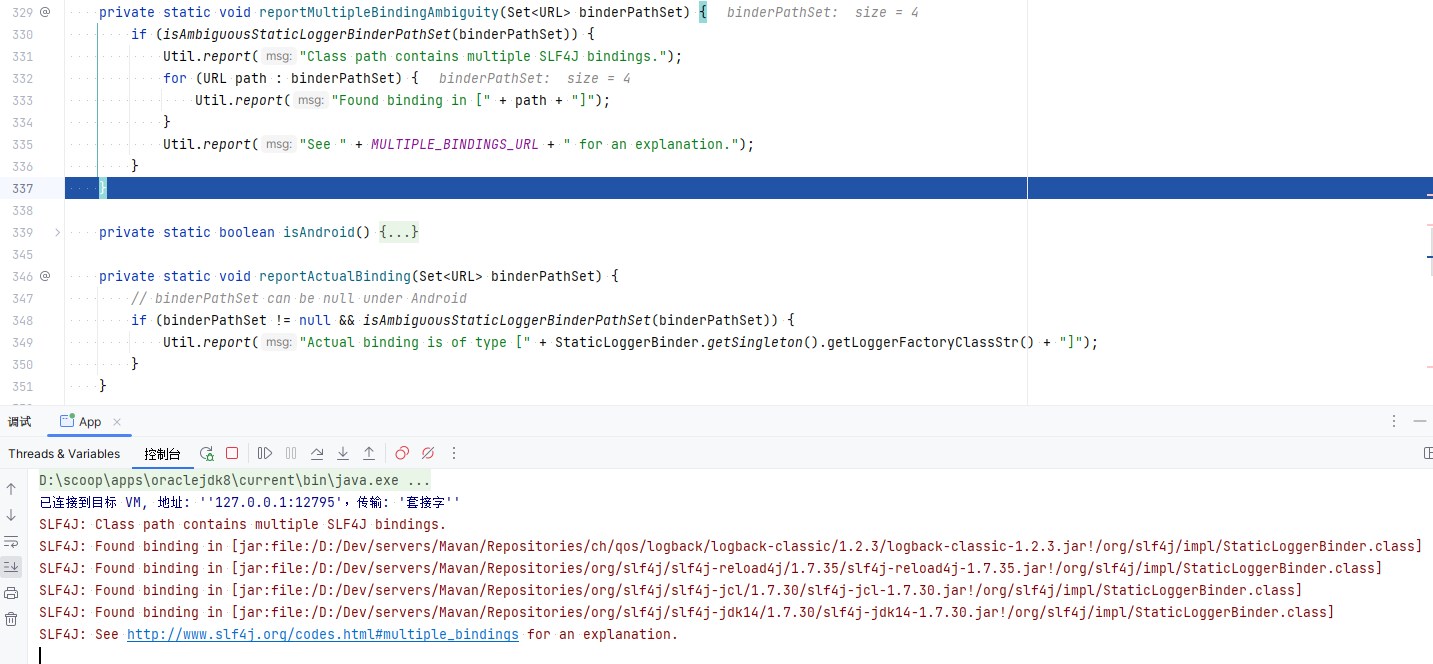 329 @ private static void reportMultipleBindingAmbiguity(Set<URL> binderPathSet) { binderPathSet: size = 4
330 if (isAmbiguousStaticLoggerBinderPathSet(binderPathSet)) {
331 Util.report( msg: "Class path contains multiple SLF4J bindings.");
332 for (URL path : binderPathSet) { binderPathSet: size = 4
333 Util.report( msg: "Found binding in [" + path + "]");
334 }
335 Util.report( msg: "See " + MULTIPLE_BINDINGS_URL + " for an explanation.");
336 }
337 }
338
339 private static boolean isAndroid() {...}
345
346 @ private static void reportActualBinding(Set<URL> binderPathSet) {
347 // binderPathSet can be null under Android
348 if (binderPathSet != null && isAmbiguousStaticLoggerBinderPathSet(binderPathSet)) {
349 Util.report( msg: "Actual binding is of type [" + StaticLoggerBinder.getSingleton().getLoggerFactoryClassStr() + "]");
350 }
351 }
调试 App
Threads & Variables 控制台
D:\scoop\apps\oraclejdk8\current\bin\java.exe ...
已连接到目标 VM, 地址: ''127.0.0.1:12795'，传输: '套接字''
SLF4J: Class path contains multiple SLF4J bindings.
SLF4J: Found binding in [jar:file:/D:/Dev/servers/Mavan/Repositories/ch/qos/logback/logback-classic/1.2.3/logback-classic-1.2.3.jar!/org/slf4j/impl/StaticLoggerBinder.class]
SLF4J: Found binding in [jar:file:/D:/Dev/servers/Mavan/Repositories/org/slf4j/slf4j-reload4j/1.7.35/slf4j-reload4j-1.7.35.jar!/org/slf4j/impl/StaticLoggerBinder.class]
SLF4J: Found binding in [jar:file:/D:/Dev/servers/Mavan/Repositories/org/slf4j/slf4j-jcl/1.7.30/slf4j-jcl-1.7.30.jar!/org/slf4j/impl/StaticLoggerBinder.class]
SLF4J: Found binding in [jar:file:/D:/Dev/servers/Mavan/Repositories/org/slf4j/slf4j-jdk14/1.7.30/slf4j-jdk14-1.7.30.jar!/org/slf4j/impl/StaticLoggerBinder.class]
SLF4J: See http://www.slf4j.org/codes.html#multiple_bindings for an explanation.